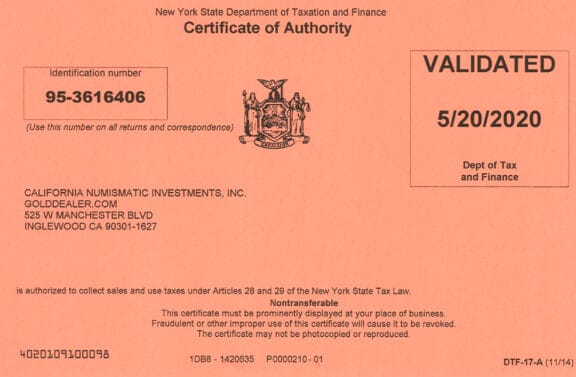 New York State Department of Taxation and Finance
Certificate of Authority
Identification number
95-3616406
(Use this number on all returns and correspondence)
VALIDATED
5/20/2020
Dept of Tax
and Finance
EXCELSIOR
CALIFORNIA NUMISMATIC INVESTMENTS, INC.
GOLDDEALER.COM
525 W MANCHESTER BLVD
INGLEWOOD CA 90301-1627
is authorized to collect sales and use taxes under Articles 28 and 29 of the New York State Tax Law.
Nontransferable
This certificate must be prominently displayed at your place of business.
Fraudulent or other improper use of this certificate will cause it to be revoked.
The certificate may not be photocopied or reproduced.
4020109100098
1DB8 - 1420635 P0000210 - 01
DTF-17-A (11/14)